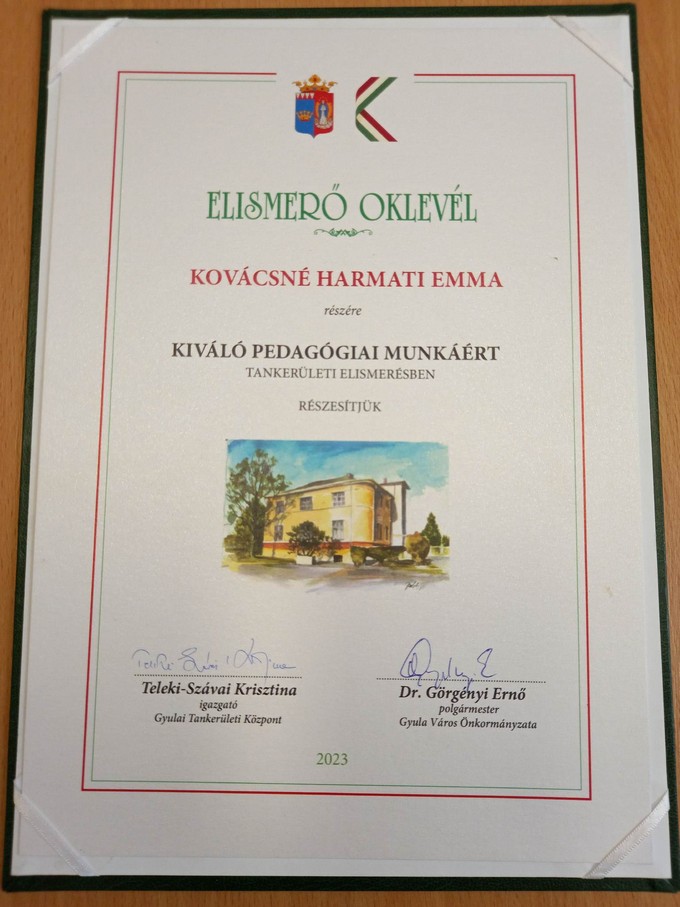 ELISMERŐ OKLEVÉL
KOVÁCSNÉ HARMATI EMMA
részére
KIVÁLÓ PEDAGÓGIAI MUNKÁÉRT
TANKERÜLETI ELISMERÉSBEN
RÉSZESÍTJÜK
Teleki-Szávai Krisztina
igazgató
Gyulai Tankerületi Központ
Dr. Görgényi Ernő
polgármester
Gyula Város Önkormányzata
2023